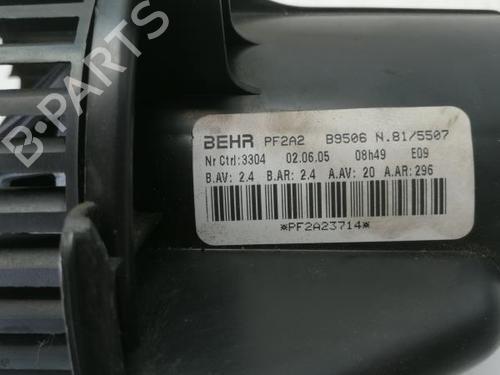 BEHR PF2A2 B9506 N.81/5507
Nr Ctrl:3304 02.06.05 08h49 E09
B.AV: 2.4 B.AR: 2.4 A.AV: 20 A.AR:296
*PF2A23714*
B-PARTS